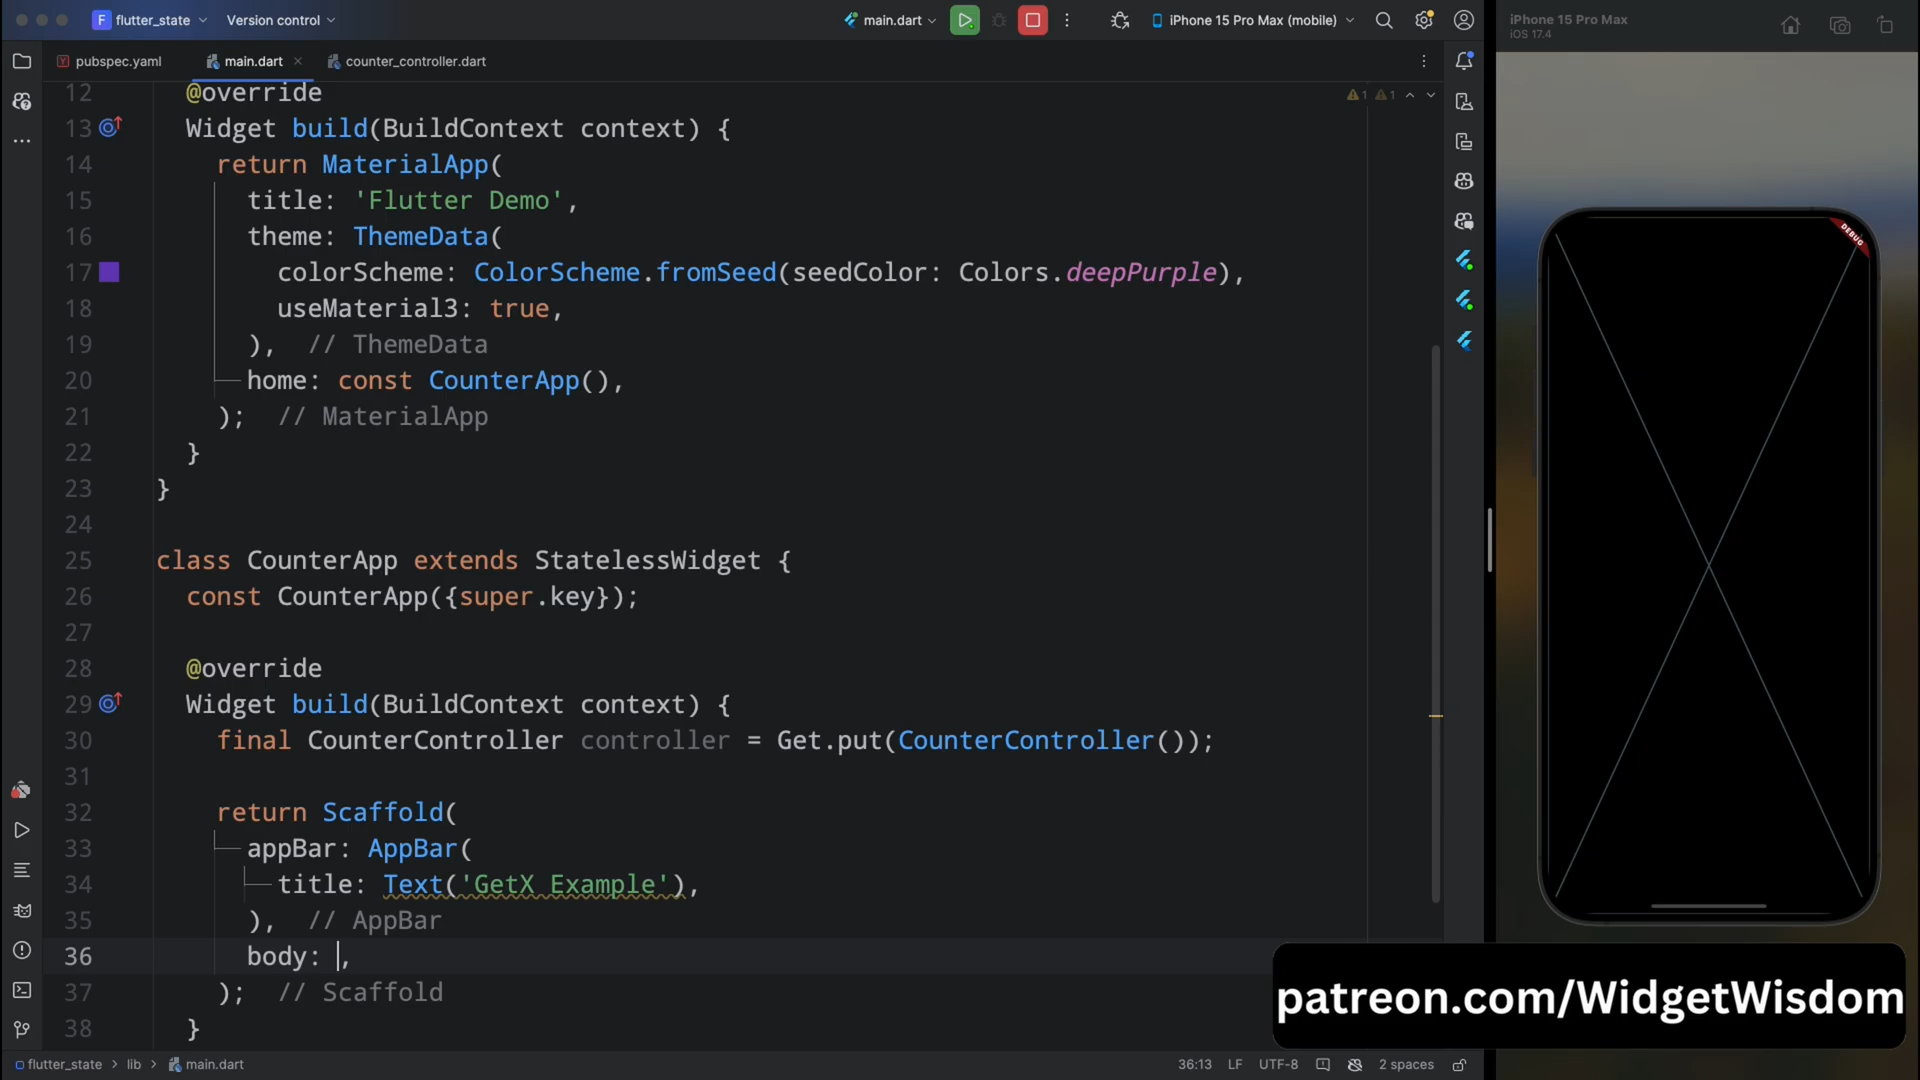 F flutter_state Version control main.dart iPhone 15 Pro Max (mobile)
pubspec.yaml main.dart counter_controller.dart
1 1
12 @override
13 Widget build(BuildContext context) {
14 return MaterialApp(
15 title: 'Flutter Demo',
16 theme: ThemeData(
17 colorScheme: ColorScheme.fromSeed(seedColor: Colors.deepPurple),
18 useMaterial3: true,
19 ), // ThemeData
20 home: const CounterApp(),
21 ); // MaterialApp
22 }
23 }
24
25 class CounterApp extends StatelessWidget {
26 const CounterApp({super.key});
27
28 @override
29 Widget build(BuildContext context) {
30 final CounterController controller = Get.put(CounterController());
31
32 return Scaffold(
33 appBar: AppBar(
34 title: Text('GetX Example'),
35 ), // AppBar
36 body: ,
37 ); // Scaffold
38 }
flutter_state > lib > main.dart 36:13 LF UTF-8 2 spaces
iPhone 15 Pro Max
iOS 17.4
DEBUG
patreon.com/WidgetWisdom